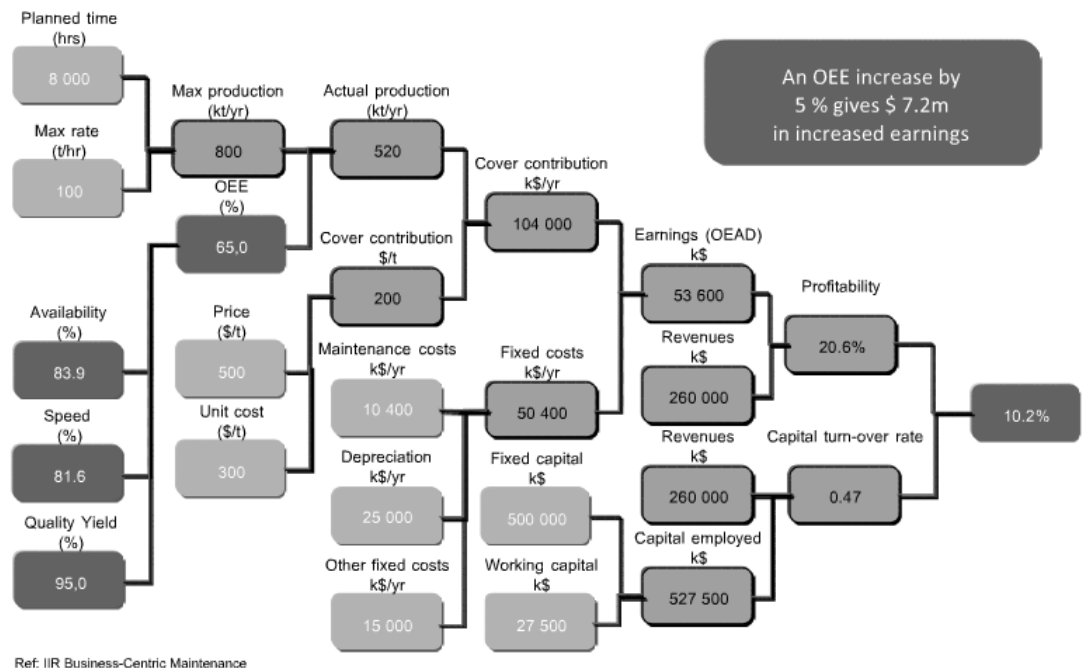 Planned time
(hrs)
8 000
Max rate
(t/hr)
100
Max production
(kt/yr)
800
OEE
(%)
65,0
Actual production
(kt/yr)
520
Cover contribution
$/t
200
Cover contribution
k$/yr
104 000
An OEE increase by
5 % gives $ 7.2m
in increased earnings
Availability
(%)
83.9
Speed
(%)
81.6
Quality Yield
(%)
95,0
Price
($/t)
500
Unit cost
($/t)
300
Maintenance costs
k$/yr
10 400
Depreciation
k$/yr
25 000
Other fixed costs
k$/yr
15 000
Fixed costs
k$/yr
50 400
Fixed capital
k$
500 000
Working capital
k$
27 500
Earnings (OEAD)
k$
53 600
Revenues
k$
260 000
Revenues
k$
260 000
Capital employed
k$
527 500
Profitability
20.6%
Capital turn-over rate
0.47
10.2%
Ref: IIR Business-Centric Maintenance